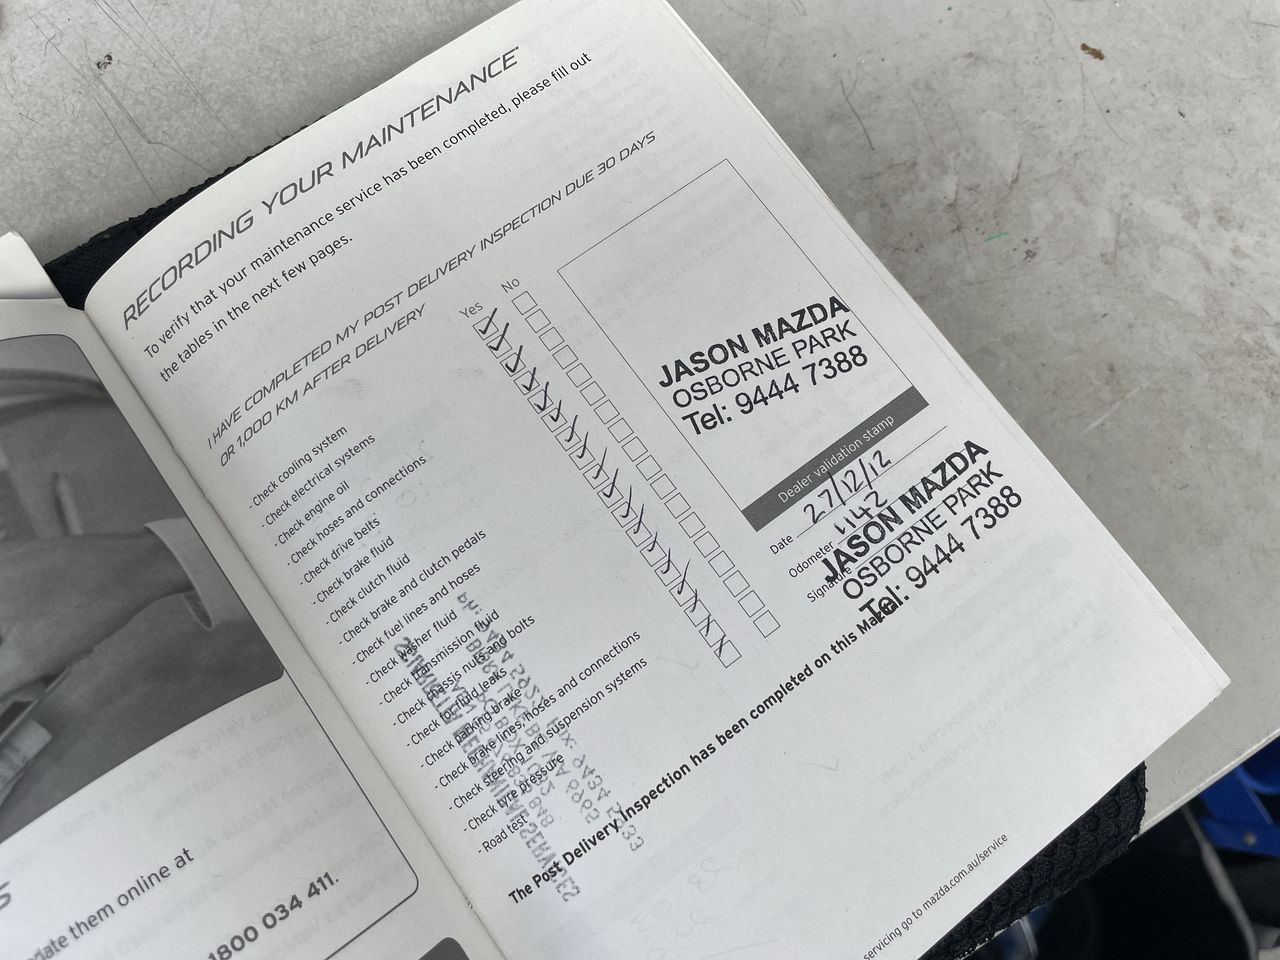 RECORDING YOUR MAINTENANCE
To verify that your maintenance service has been completed, please fill out
the tables in the next few pages.
I HAVE COMPLETED MY POST DELIVERY INSPECTION DUE 30 DAYS
OR 1,000 KM AFTER DELIVERY
Yes No
- Check cooling system
- Check electrical systems
- Check engine oil
- Check hoses and connections
- Check drive belts
- Check brake fluid
- Check clutch fluid
- Check brake and clutch pedals
- Check fuel lines and hoses
- Check washer fluid
- Check transmission fluid
- Check chassis nuts and bolts
- Check for fluid leaks
- Check parking brake
- Check brake lines, hoses and connections
- Check steering and suspension systems
- Check tyre pressure
- Road test
JASON MAZDA
OSBORNE PARK
Tel: 9444 7388
Dealer validation stamp
Date 27/12/12
Odometer 1142
Signature
JASON MAZDA
OSBORNE PARK
Tel: 9444 7388
The Post Delivery Inspection has been completed on this Mazda
servicing go to mazda.com.au/service
date them online at
1800 034 411.